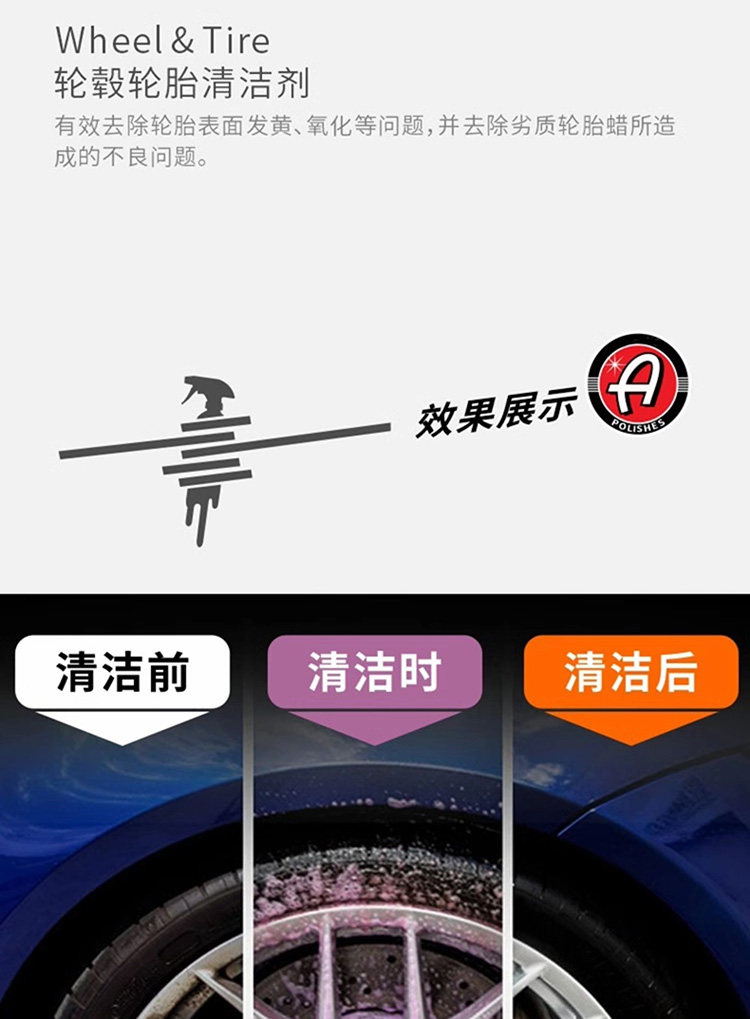 Wheel & Tire
轮毂轮胎清洁剂
有效去除轮胎表面发黄、氧化等问题,并去除劣质轮胎蜡所造
成的不良问题。
效果展示
A
POLISHES
清洁前
清洁时
清洁后